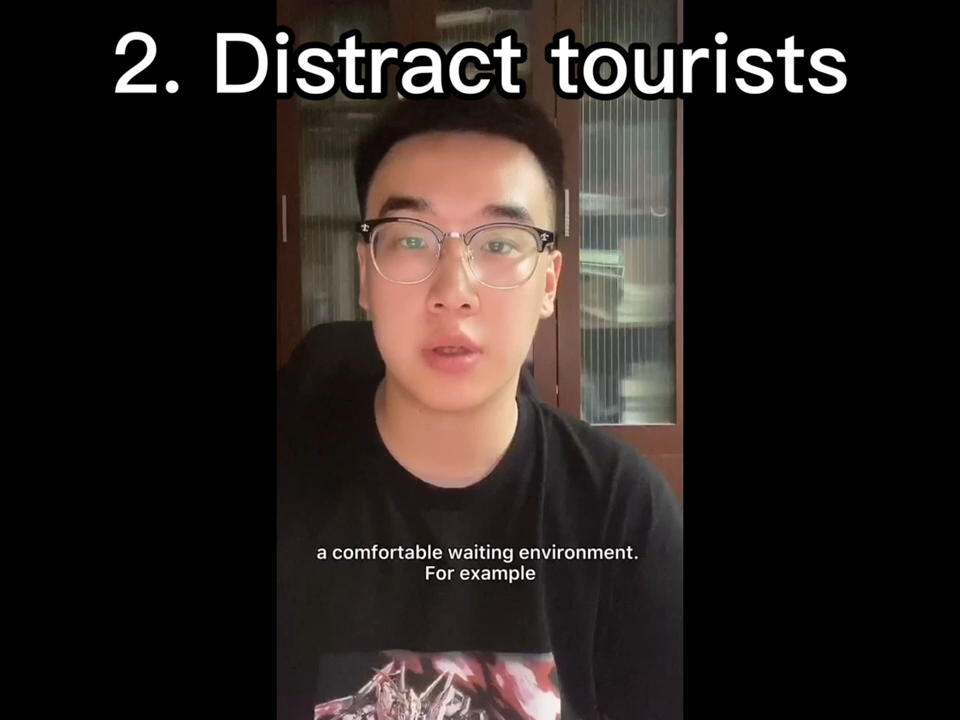 2. Distract tourists
a comfortable waiting environment.
For example